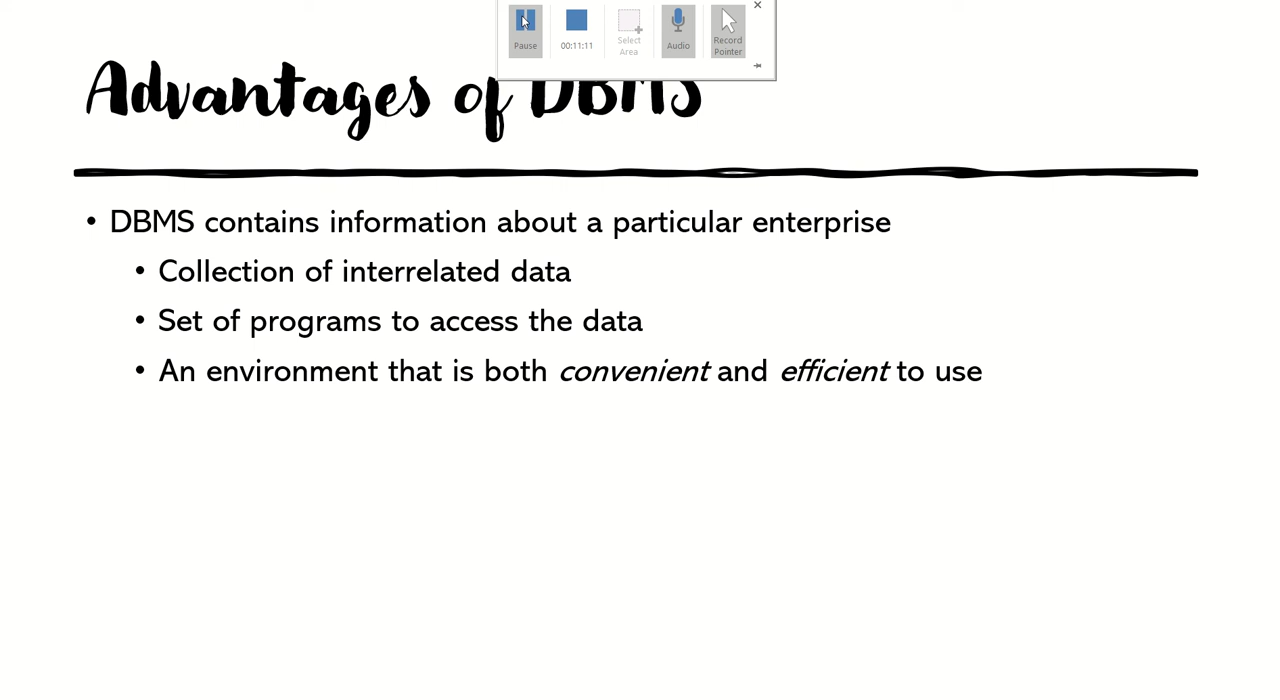 Pause
00:11:11
Select
Area
Audio
Record
Pointer
Advantages of DBMS
• DBMS contains information about a particular enterprise
• Collection of interrelated data
• Set of programs to access the data
• An environment that is both convenient and efficient to use